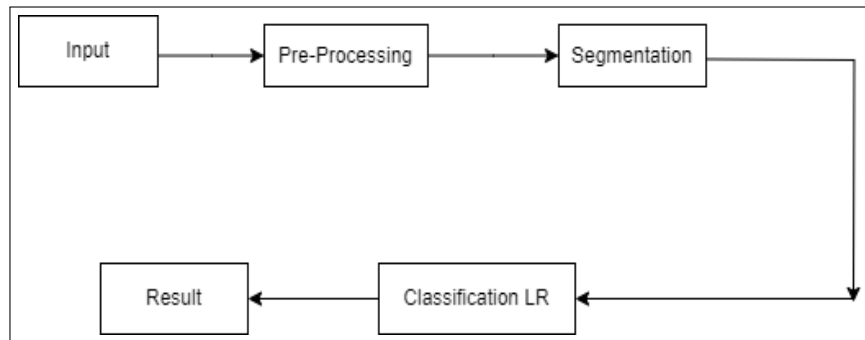 Input
Pre-Processing
Segmentation
Result
Classification LR